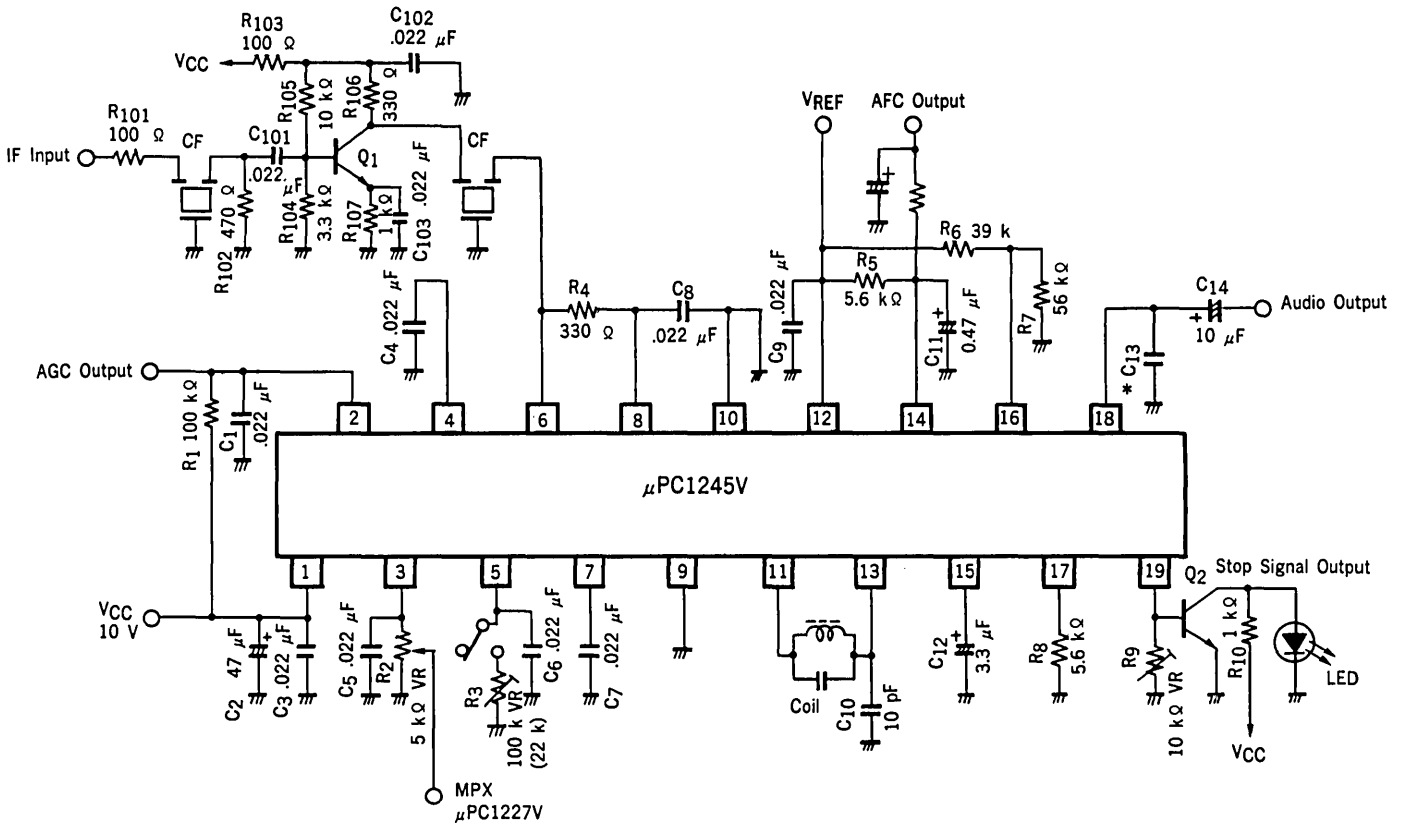 R103
100 Ω
C102
.022 μF
VCC
R105
10 kΩ
R106
330 Ω
R101
100 Ω
CF
C101
.022
μF
IF Input
Q1
R102
470 Ω
R104
3.3 kΩ
R107
1 kΩ
C103 .022 μF
CF
VREF
AFC Output
R6 39 k
R5
5.6 kΩ
R7
56 kΩ
C9 .022 μF
C11
+
0.47 μF
+
C4 .022 μF
R4
330 Ω
C8
.022 μF
C14
+
10 μF
Audio Output
* C13
AGC Output
R1 100 kΩ
C1
.022 μF
2
4
6
8
10
12
14
16
18
μPC1245V
1
3
5
7
9
11
13
15
17
19
VCC
10 V
C2
47 μF
+
C3 .022 μF
C5 .022 μF
R2
5 kΩ VR
R3
100 k VR
(22 k)
C6 .022 μF
C7
.022 μF
Coil
C10
10 pF
C12
+
3.3 μF
R8
5.6 kΩ
R9
10 kΩ VR
Q2
Stop Signal Output
R10 1 kΩ
LED
VCC
MPX
μPC1227V